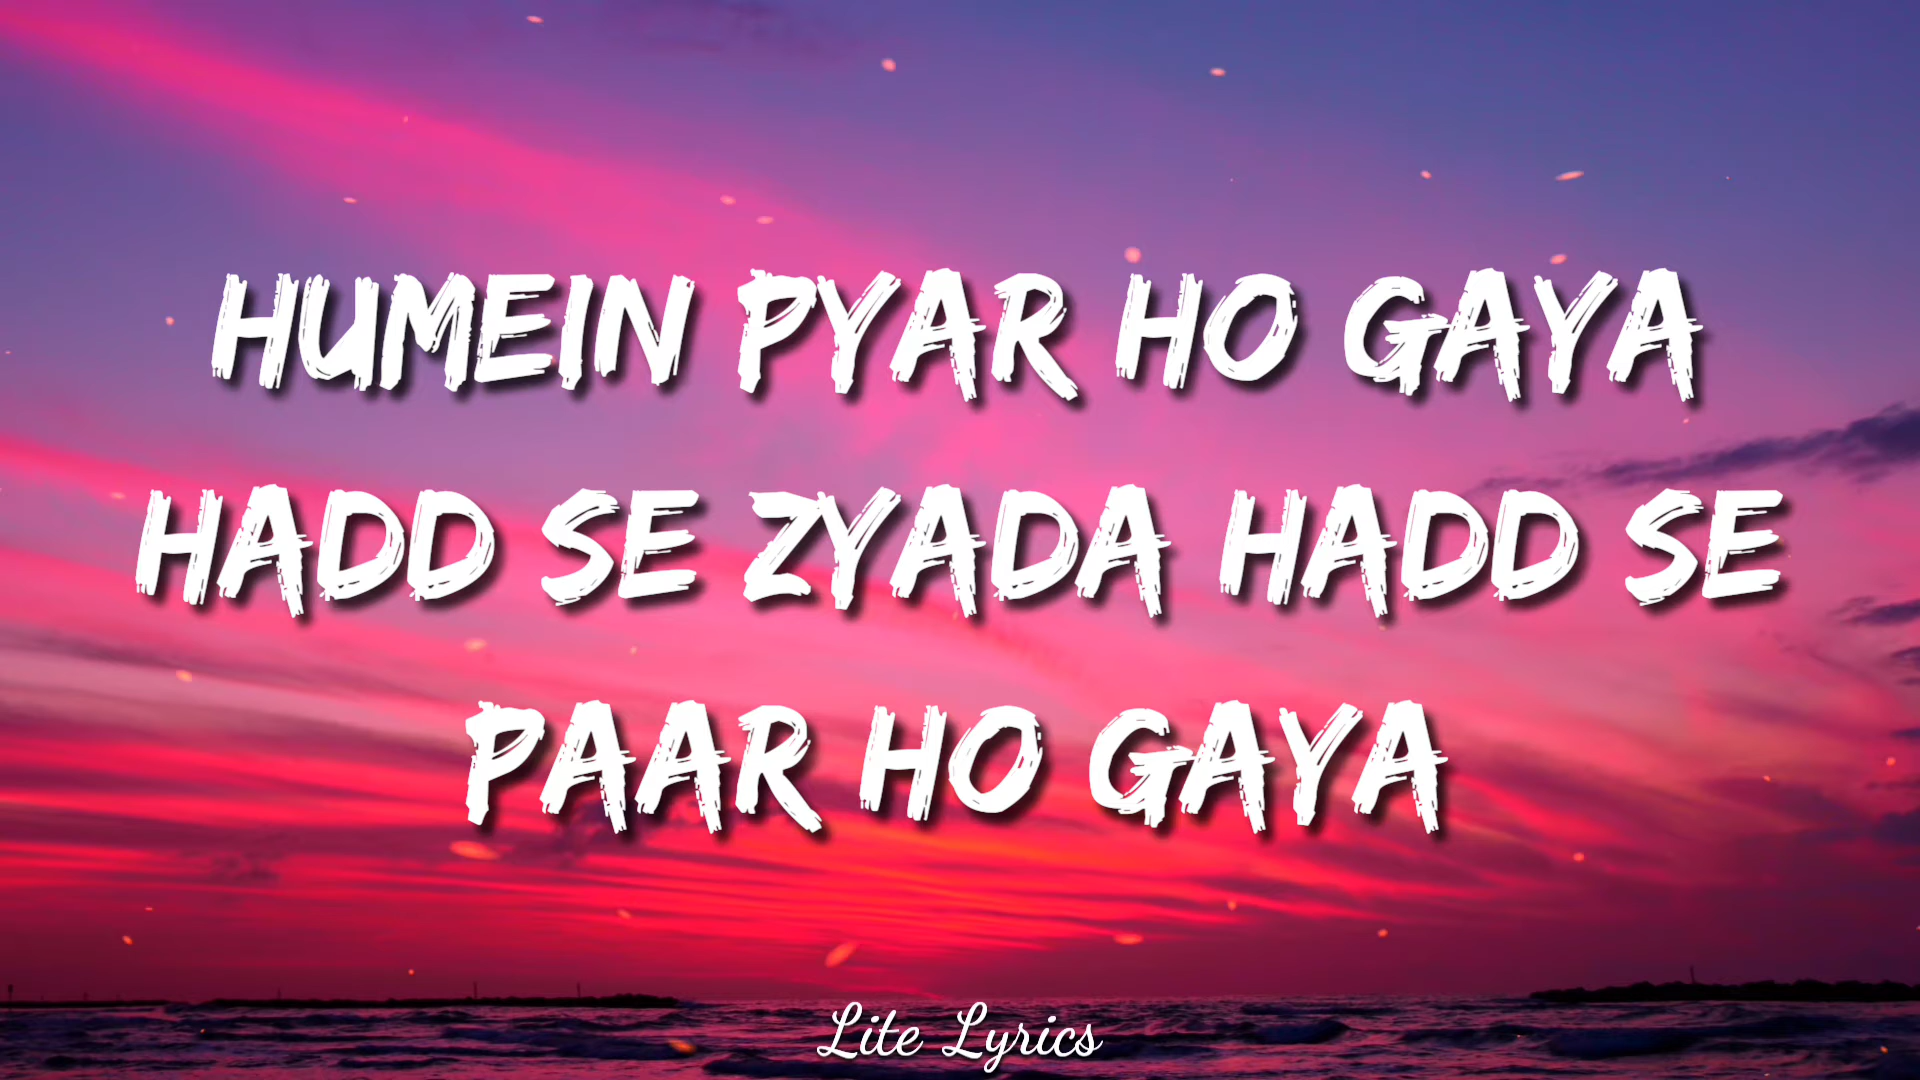 HUMEIN PYAR HO GAYA
HADD SE ZYADA HADD SE
PAAR HO GAYA
Lite Lyrics